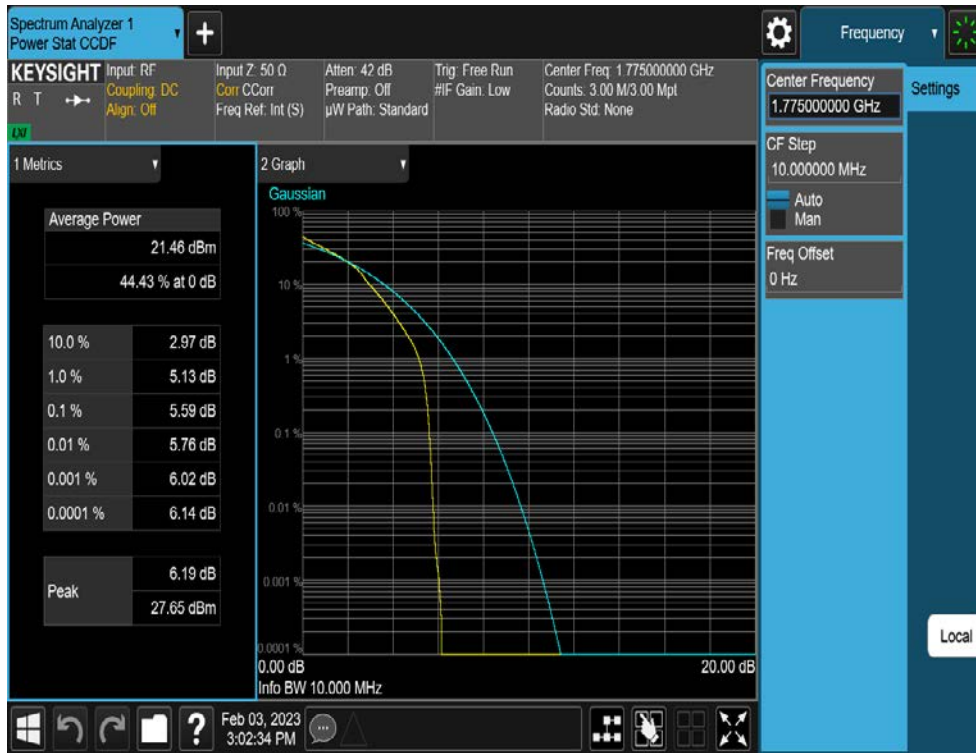 Spectrum Analyzer 1
Power Stat CCDF
+
Frequency
KEYSIGHT
R T
LXI
Input: RF
Coupling: DC
Align: Off
Input Z: 50 Ω
Corr CCorr
Freq Ref: Int (S)
Atten: 42 dB
Preamp: Off
µW Path: Standard
Trig: Free Run
#IF Gain: Low
Center Freq: 1.775000000 GHz
Counts: 3.00 M/3.00 Mpt
Radio Std: None
Center Frequency
1.775000000 GHz
Settings
CF Step
10.000000 MHz
Auto
Man
Freq Offset
0 Hz
1 Metrics
Average Power
21.46 dBm
44.43 % at 0 dB
10.0 % 2.97 dB
1.0 % 5.13 dB
0.1 % 5.59 dB
0.01 % 5.76 dB
0.001 % 6.02 dB
0.0001 % 6.14 dB
Peak
6.19 dB
27.65 dBm
2 Graph
Gaussian
100 %
10 %
1 %
0.1 %
0.01 %
0.001 %
0.0001 %
0.00 dB
20.00 dB
Info BW 10.000 MHz
Local
?
Feb 03, 2023
3:02:34 PM